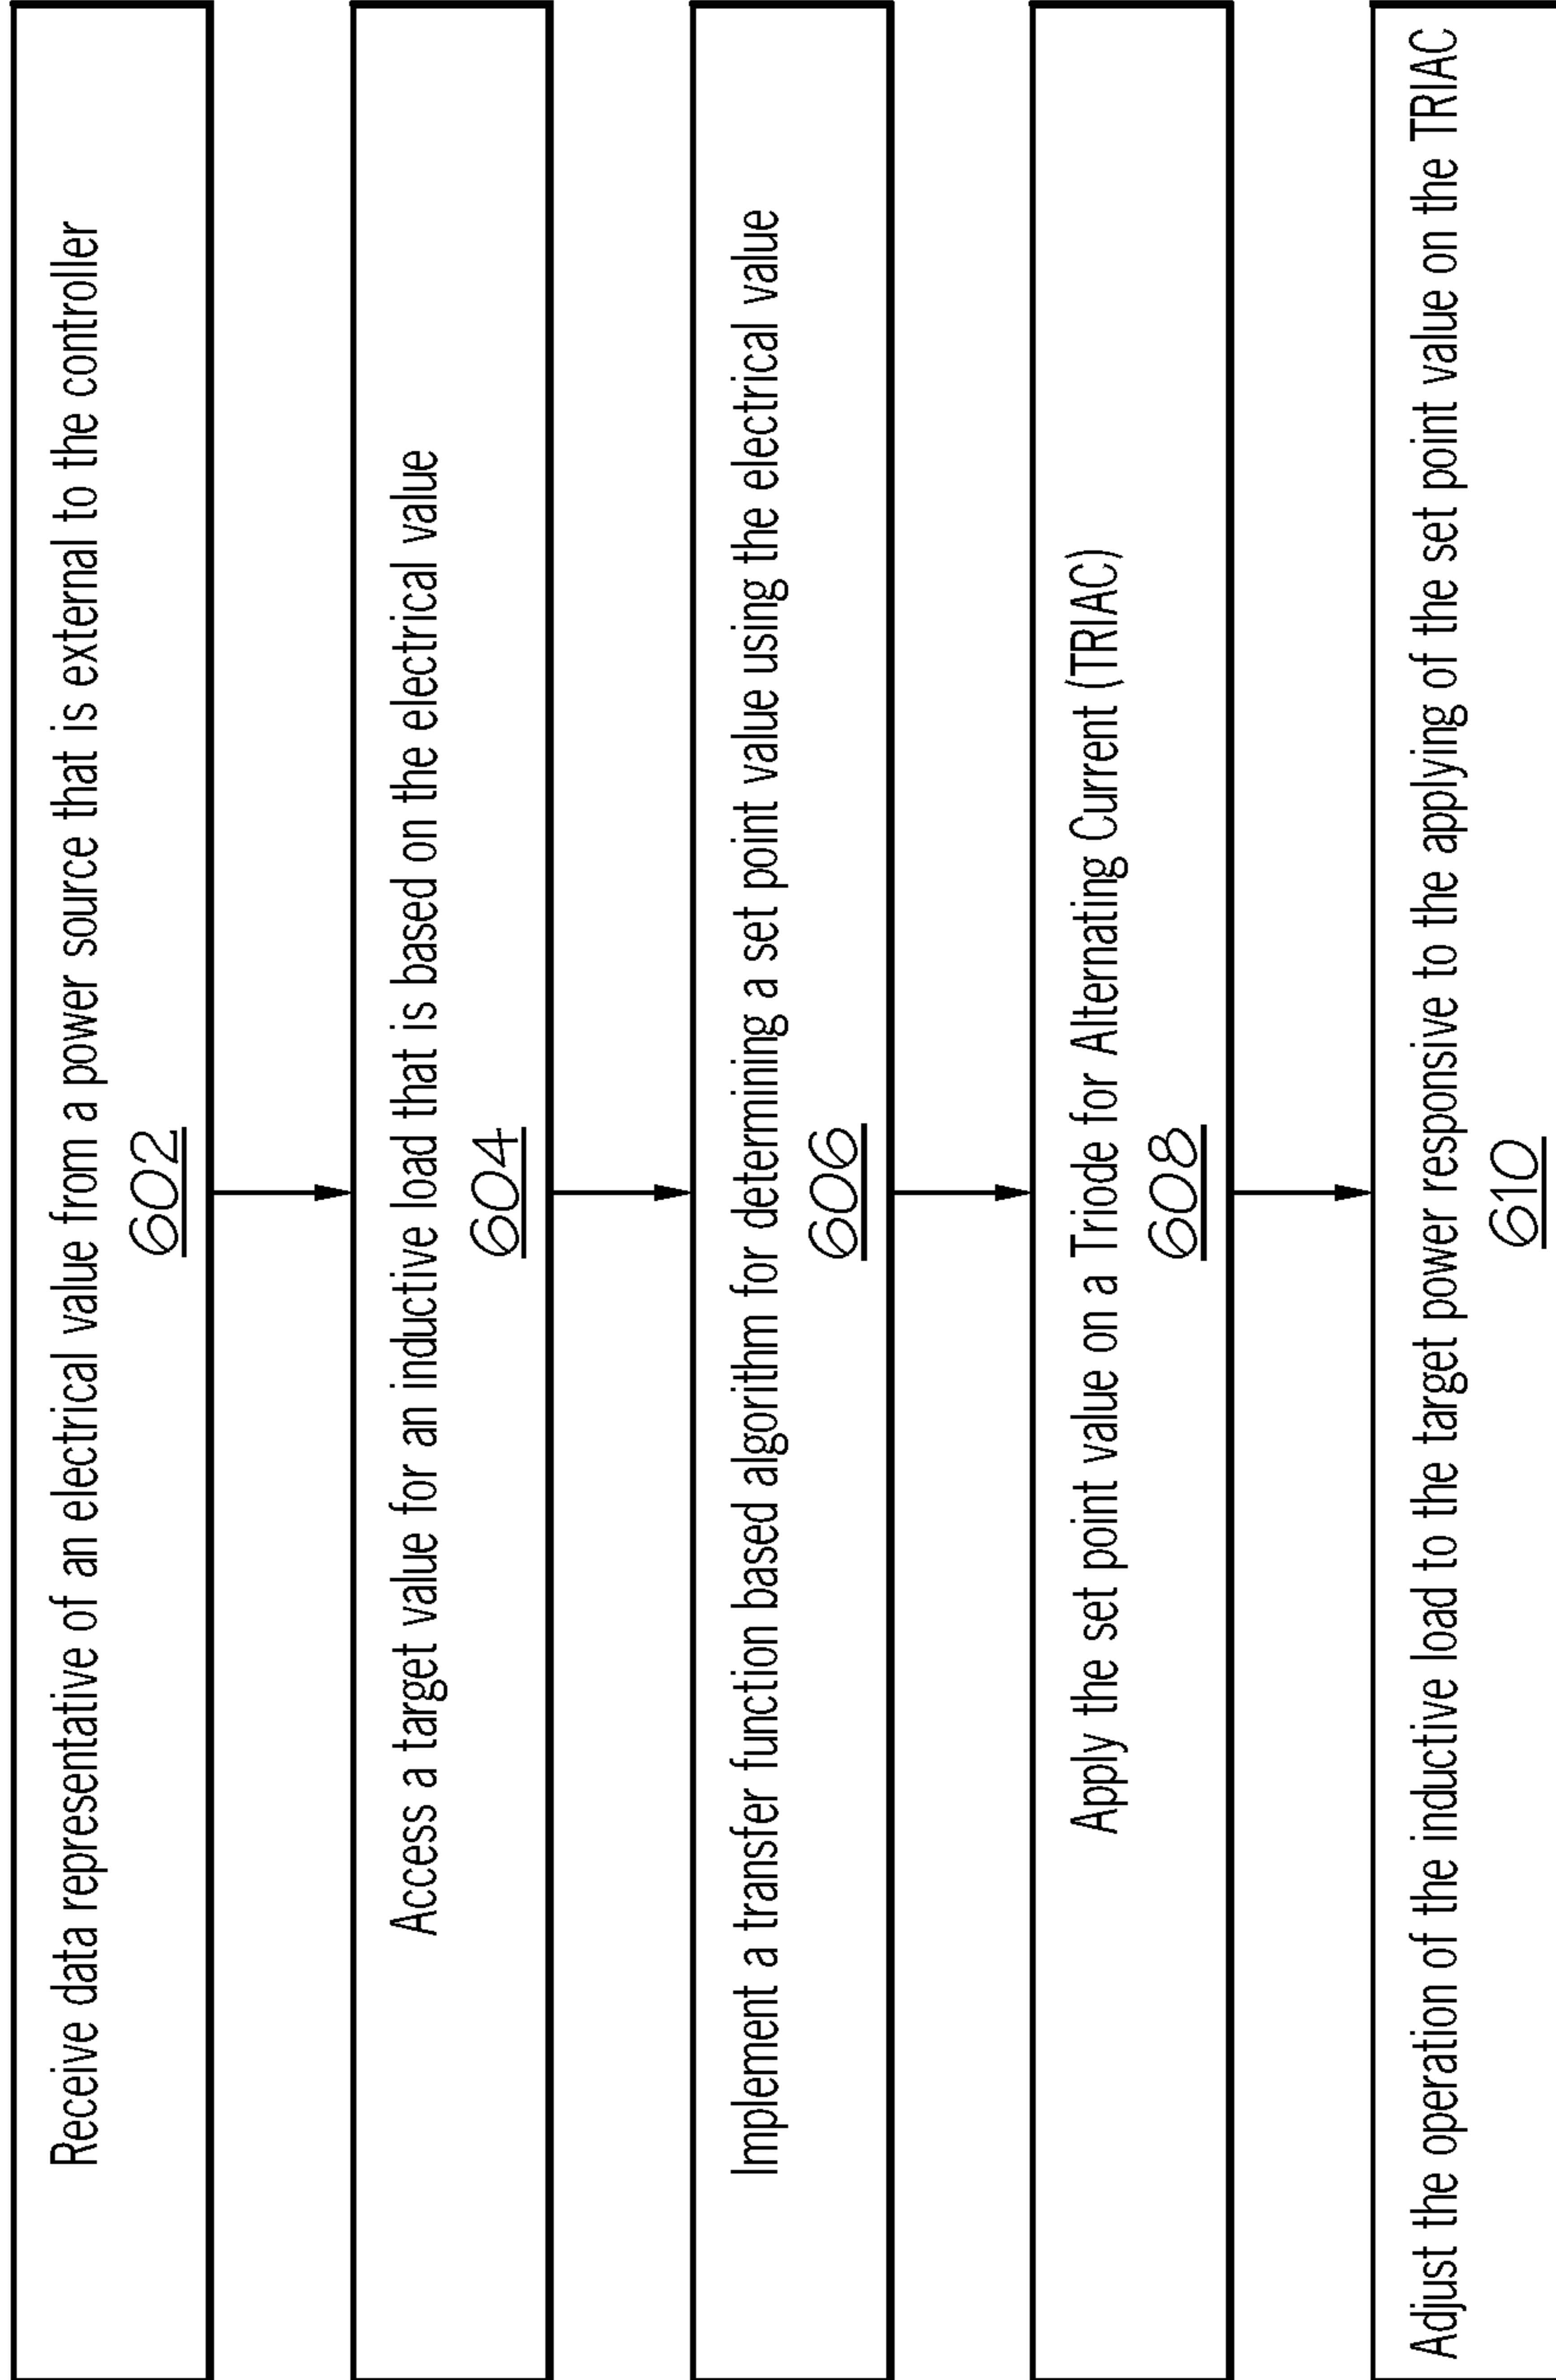 Receive data representative of an electrical value from a power source that is external to the controller
602
Access a target value for an inductive load that is based on the electrical value
604
Implement a transfer function based algorithm for determining a set point value using the electrical value
606
Apply the set point value on a Triode for Alternating Current (TRIAC)
608
Adjust the operation of the inductive load to the target power responsive to the applying of the set point value on the TRIAC
610